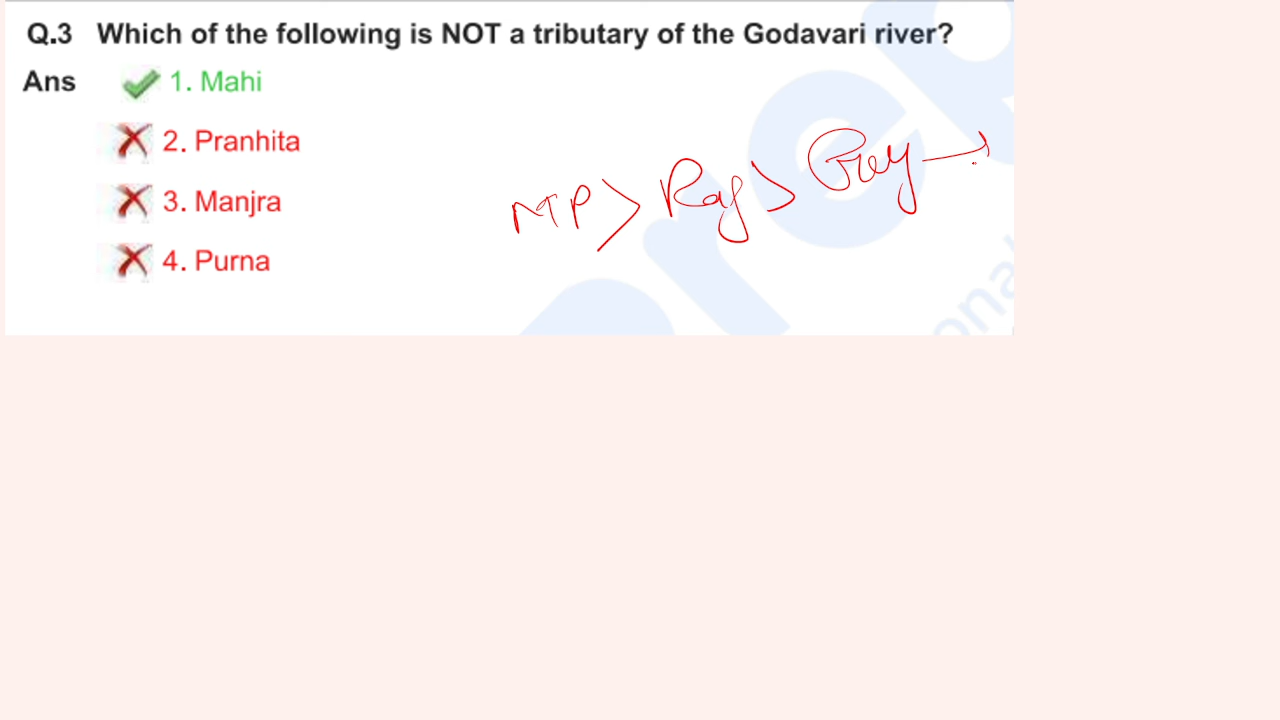 Q.3 Which of the following is NOT a tributary of the Godavari river?
Ans 1. Mahi
2. Pranhita
3. Manjra
4. Purna
MP > Raj > Guj →